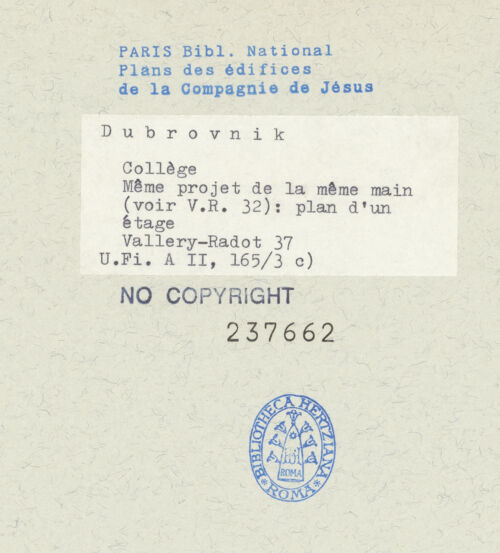 PARIS Bibl. National
Plans des édifices
de la Compagnie de Jésus
Dubrovnik
Collège
Même projet de la même main
(voir V.R. 32): plan d'un
étage
Vallery-Radot 37
U.Fi. A II, 165/3 c)
NO COPYRIGHT
237662
BIBLIOTHECA HERTZIANA
ROMA
* ROMA *